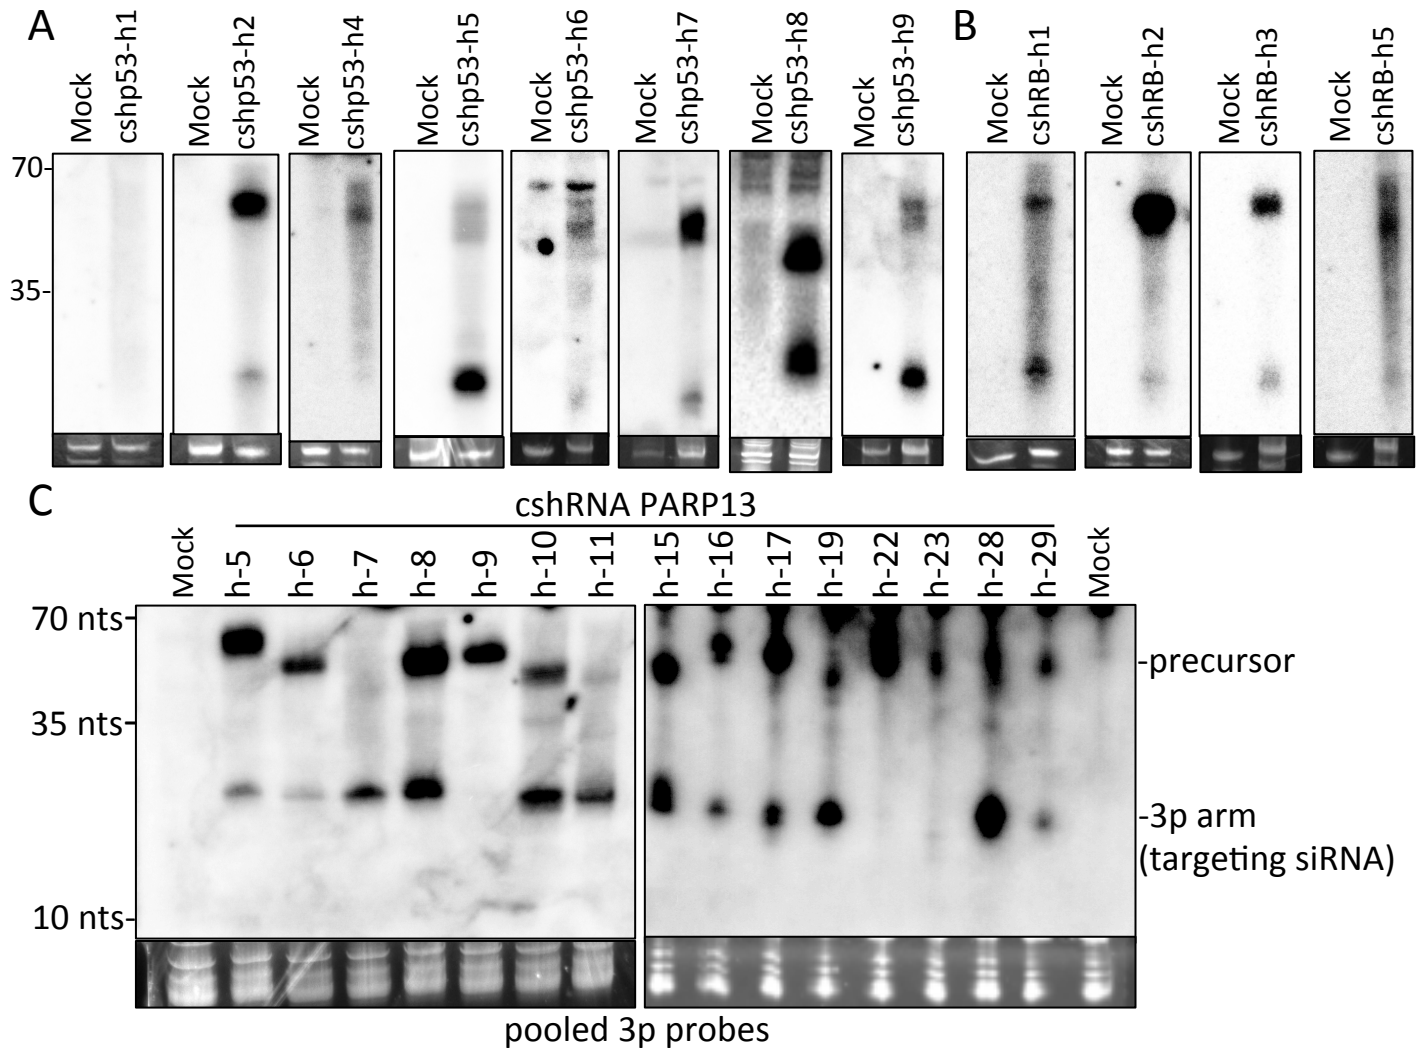 A
Mock
cshp53-h1
Mock
cshp53-h2
Mock
cshp53-h4
Mock
cshp53-h5
Mock
cshp53-h6
Mock
cshp53-h7
Mock
cshp53-h8
Mock
cshp53-h9
B
Mock
cshRB-h1
Mock
cshRB-h2
Mock
cshRB-h3
Mock
cshRB-h5
70-
35-
C
cshRNA PARP13
Mock
h-5
h-6
h-7
h-8
h-9
h-10
h-11
h-15
h-16
h-17
h-19
h-22
h-23
h-28
h-29
Mock
70 nts-
35 nts-
10 nts-
-precursor
-3p arm
(targeting siRNA)
pooled 3p probes